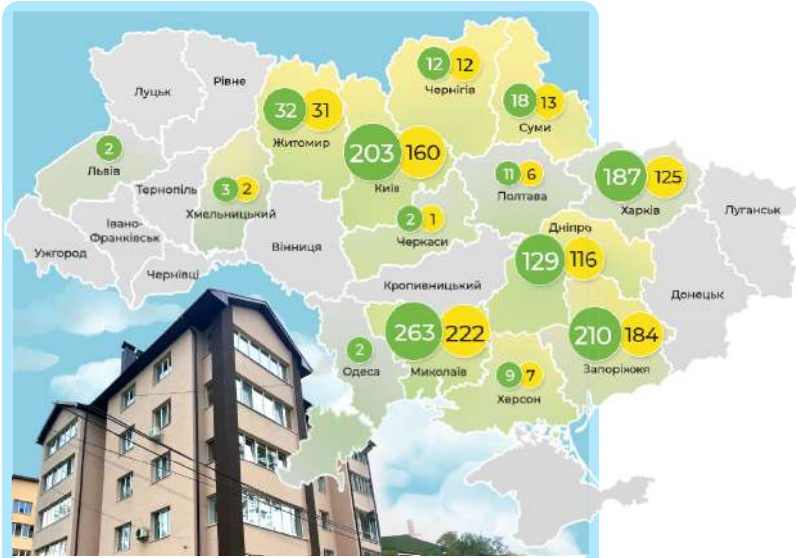 12 12
Чернігів
Рівне
Луцьк
32 31
Житомир
18 13
Суми
2
Львів
203 160
Київ
11 6
Полтава
187 125
Харків
3 2
Хмельницький
Тернопіль
Луганськ
Івано-
Франківськ
2 1
Черкаси
Дніпро
129 116
Ужгород
Вінниця
Чернівці
Кропивницький
Донецьк
263 222
Миколаїв
210 184
Запоріжжя
2
Одеса
9 7
Херсон